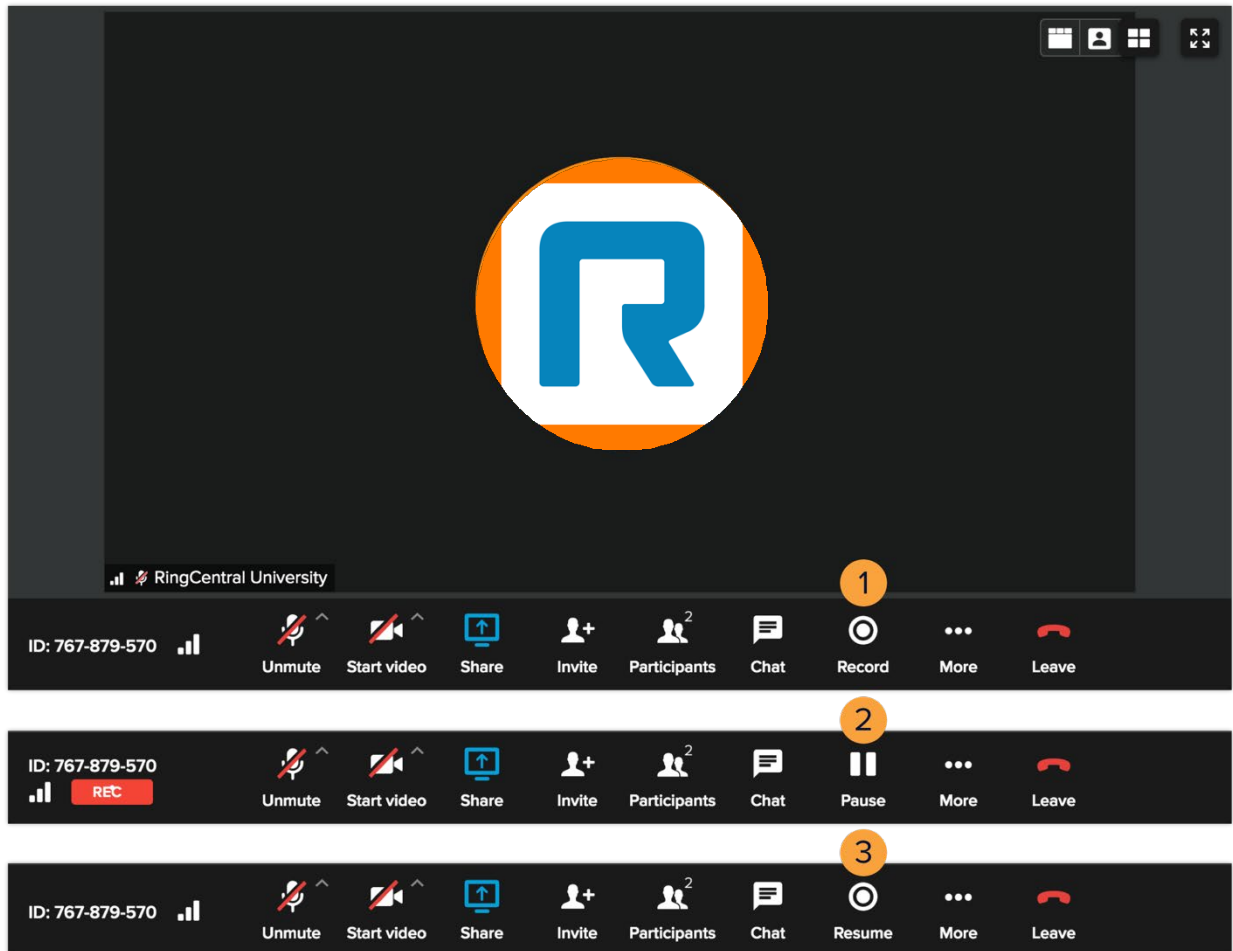 R
RingCentral University
1
ID: 767-879-570
Unmute Start video Share Invite Participants 2 Chat Record More Leave
2
ID: 767-879-570
REC
Unmute Start video Share Invite Participants 2 Chat Pause More Leave
3
ID: 767-879-570
Unmute Start video Share Invite Participants 2 Chat Resume More Leave